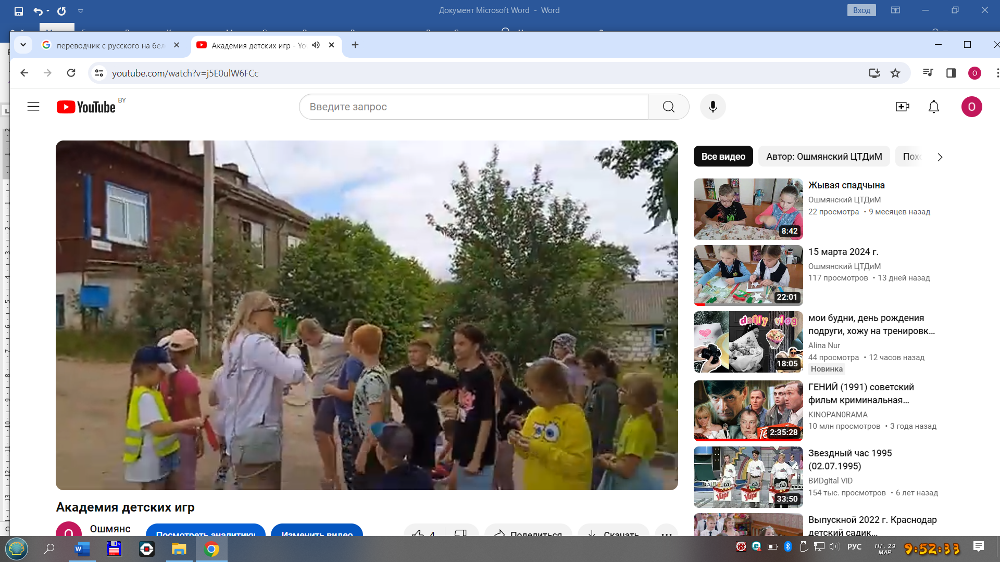 Документ Microsoft Word - Word
Вход
переводчик с русского на бел
Академия детских игр - You
youtube.com/watch?v=j5E0ulW6FCc
YouTube BY
Введите запрос
Все видео
Автор: Ошмянский ЦТДиМ
Жывая спадчына
Ошмянский ЦТДиМ
22 просмотра • 9 месяцев назад
8:42
15 марта 2024 г.
Ошмянский ЦТДиМ
117 просмотров • 13 дней назад
22:01
daily vlog
мои будни, день рождения
подруги, хожу на тренировк...
Alina Nur
44 просмотра • 12 часов назад
Новинка
18:05
ГЕНИЙ (1991) советский
фильм криминальная...
KINOPAN0RAMA
10 млн просмотров • 3 года назад
2:35:28
Звездный час 1995
(02.07.1995)
ВИDgital ViD
154 тыс. просмотров • 6 лет назад
Yupi Yupi
33:50
Выпускной 2022 г. Краснодар
детский садик...
Академия детских игр
Ошмянс
Посмотреть аналитику
Изменить видео
4
Поделиться
Скачать
РУС
ПТ, 29
МАР
9:52:33